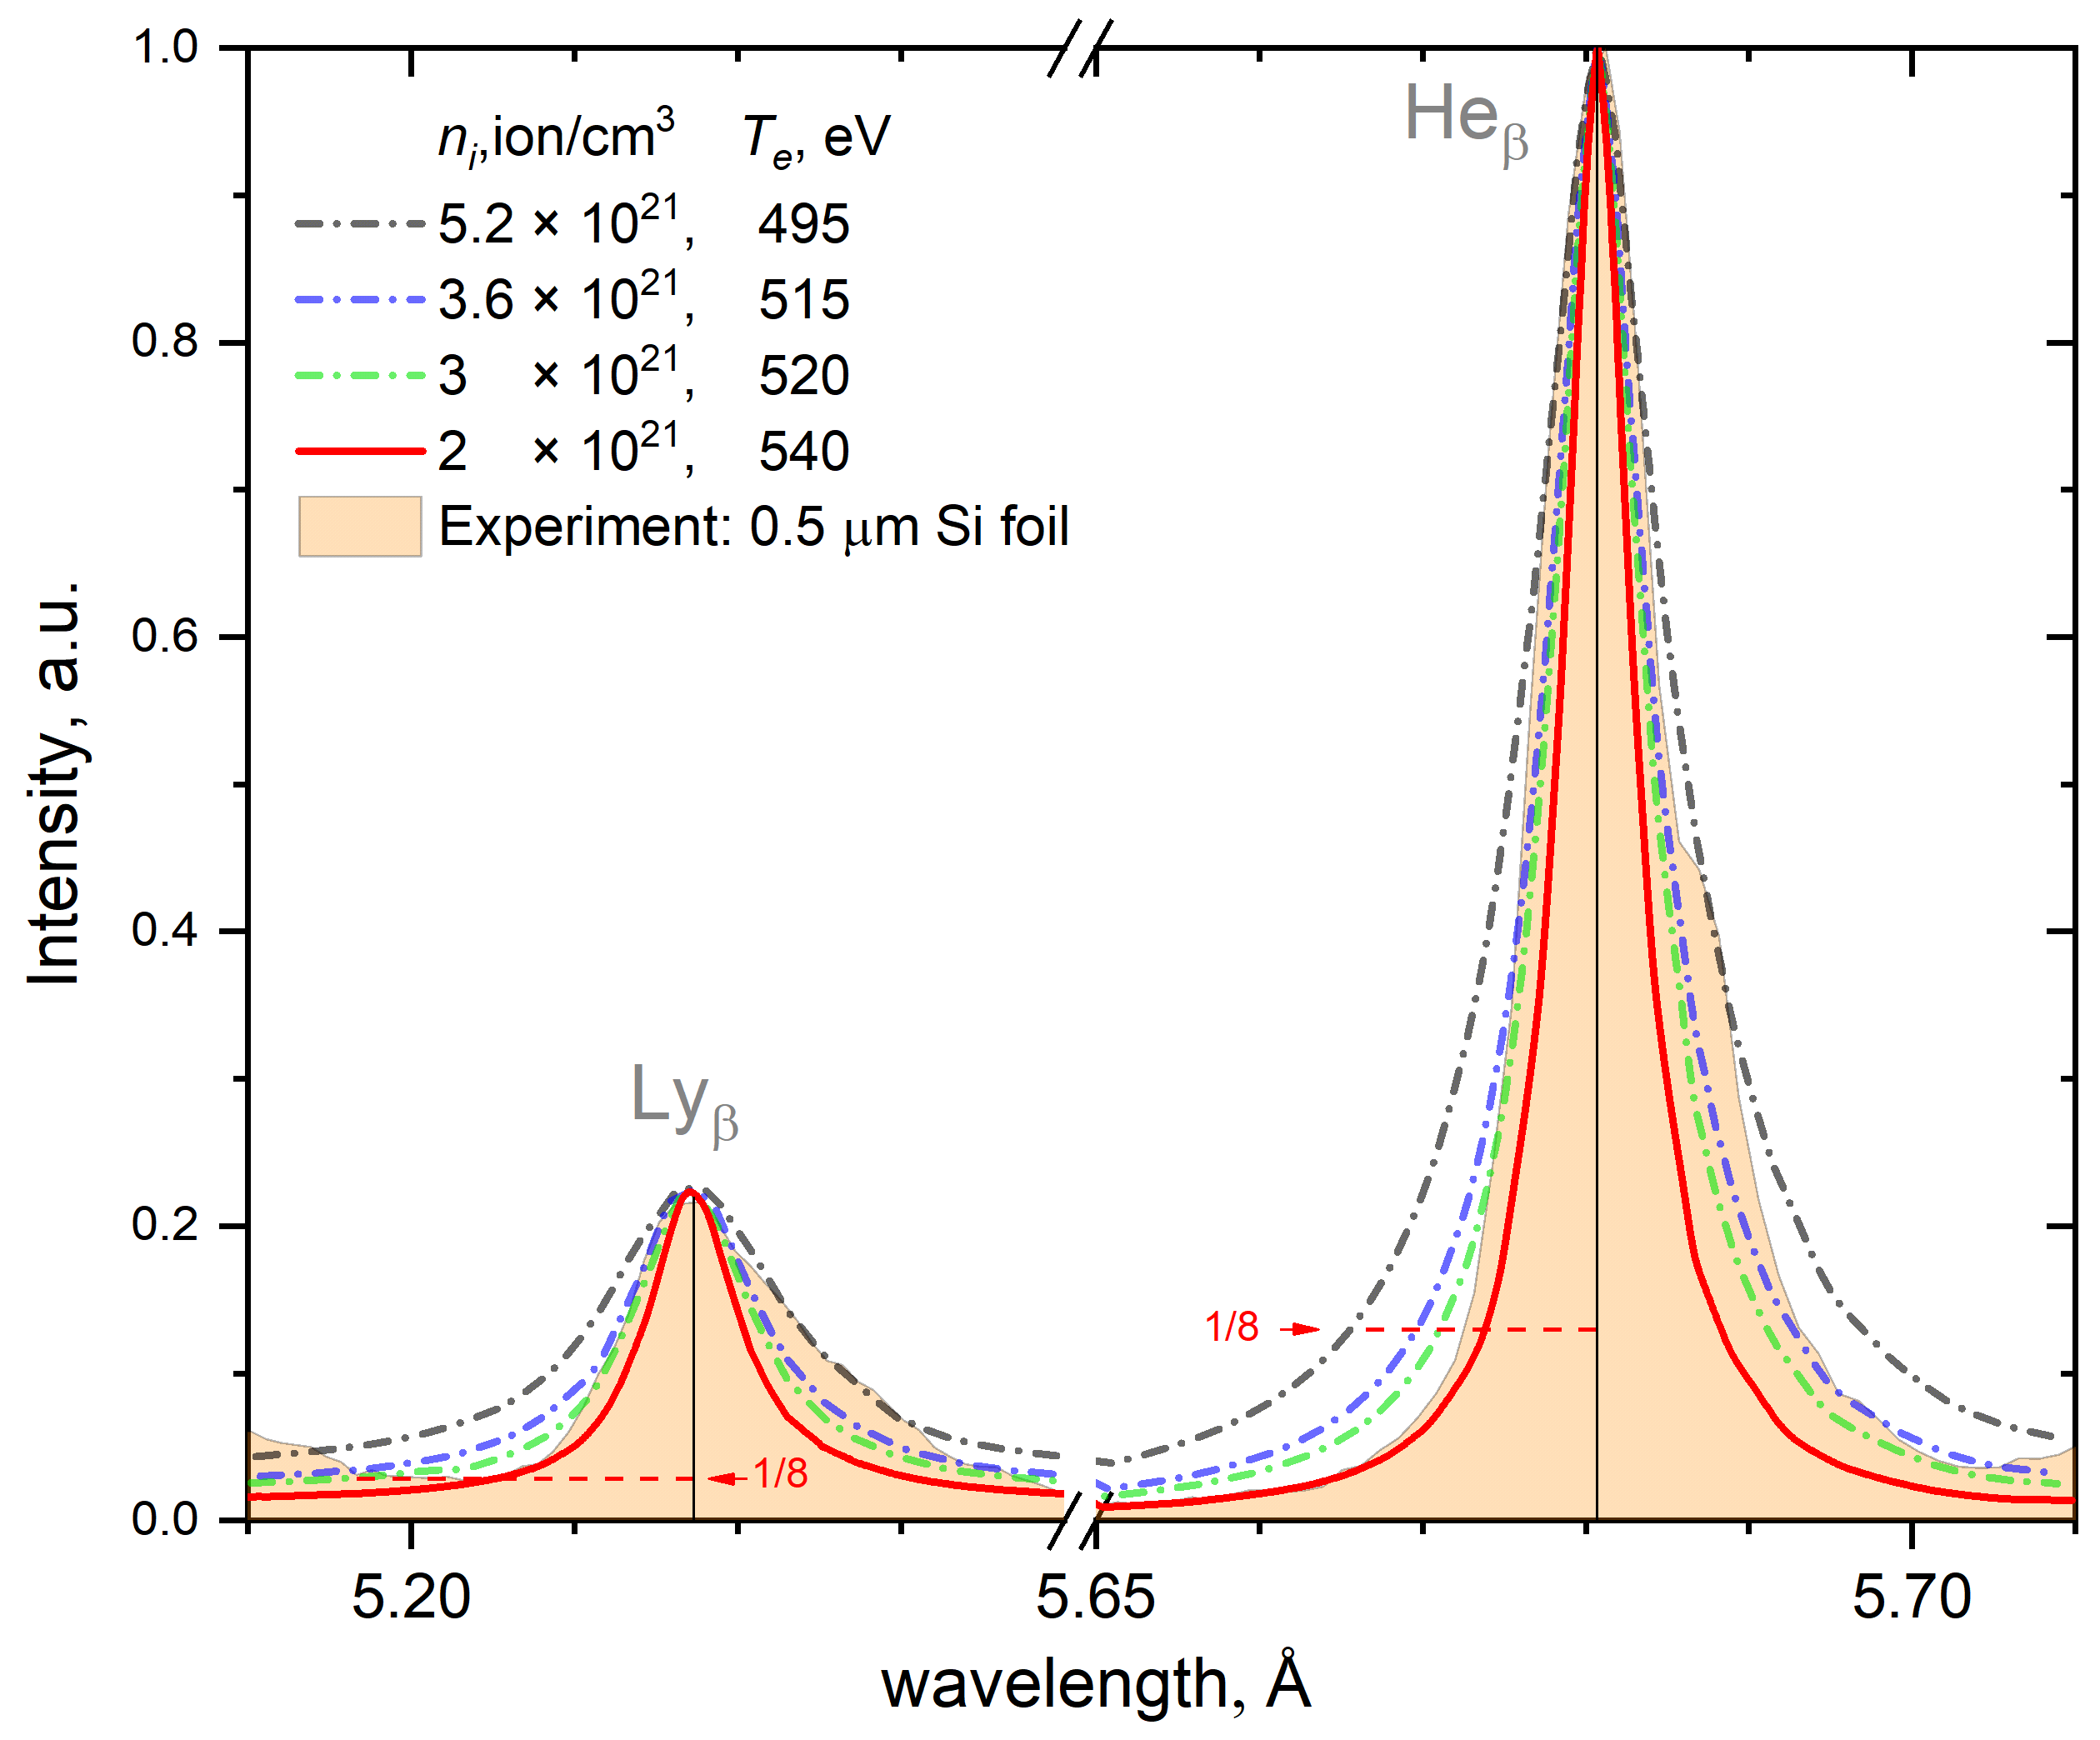 1.0
0.8
0.6
0.4
0.2
0.0
Intensity, a.u.
n_i,ion/cm³ T_e, eV
5.2 × 10²¹, 495
3.6 × 10²¹, 515
3 × 10²¹, 520
2 × 10²¹, 540
Experiment: 0.5 μm Si foil
He_β
Ly_β
1/8
1/8
5.20
5.65
5.70
wavelength, Å